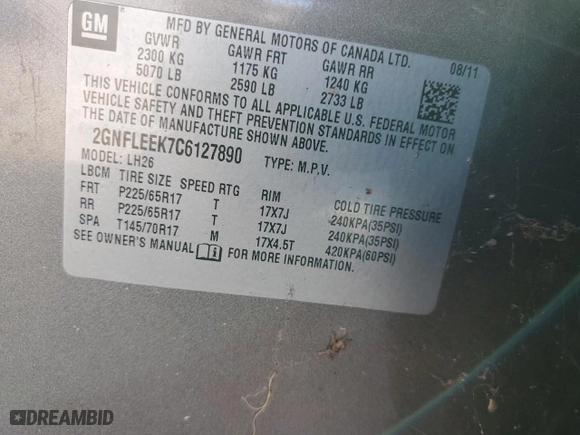 GM
MFD BY GENERAL MOTORS OF CANADA LTD.
GVWR GAWR FRT GAWR RR 08/11
2300 KG 1175 KG 1240 KG
5070 LB 2590 LB 2733 LB
THIS VEHICLE CONFORMS TO ALL APPLICABLE U.S. FEDERAL MOTOR
VEHICLE SAFETY AND THEFT PREVENTION STANDARDS IN EFFECT ON
THE DATE OF MANUFACTURE SHOWN ABOVE.
2GNFLEEK7C6127890 TYPE: M.P.V.
MODEL: LH26
LBCM TIRE SIZE SPEED RTG RIM COLD TIRE PRESSURE
FRT P225/65R17 T 17X7J 240KPA(35PSI)
RR P225/65R17 T 17X7J 240KPA(35PSI)
SPA T145/70R17 M 17X4.5T 420KPA(60PSI)
SEE OWNER'S MANUAL FOR MORE INFORMATION.
DREAMBID